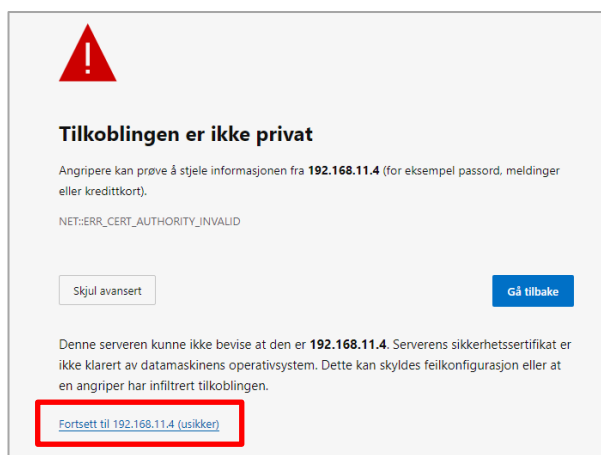 Tilkoblingen er ikke privat
Angripere kan prøve å stjele informasjonen fra 192.168.11.4 (for eksempel passord, meldinger
eller kredittkort).
NET::ERR_CERT_AUTHORITY_INVALID
Skjul avansert
Gå tilbake
Denne serveren kunne ikke bevise at den er 192.168.11.4. Serverens sikkerhetssertifikat er
ikke klarert av datamaskinens operativsystem. Dette kan skyldes feilkonfigurasjon eller at
en angriper har infiltrert tilkoblingen.
Fortsett til 192.168.11.4 (usikker)